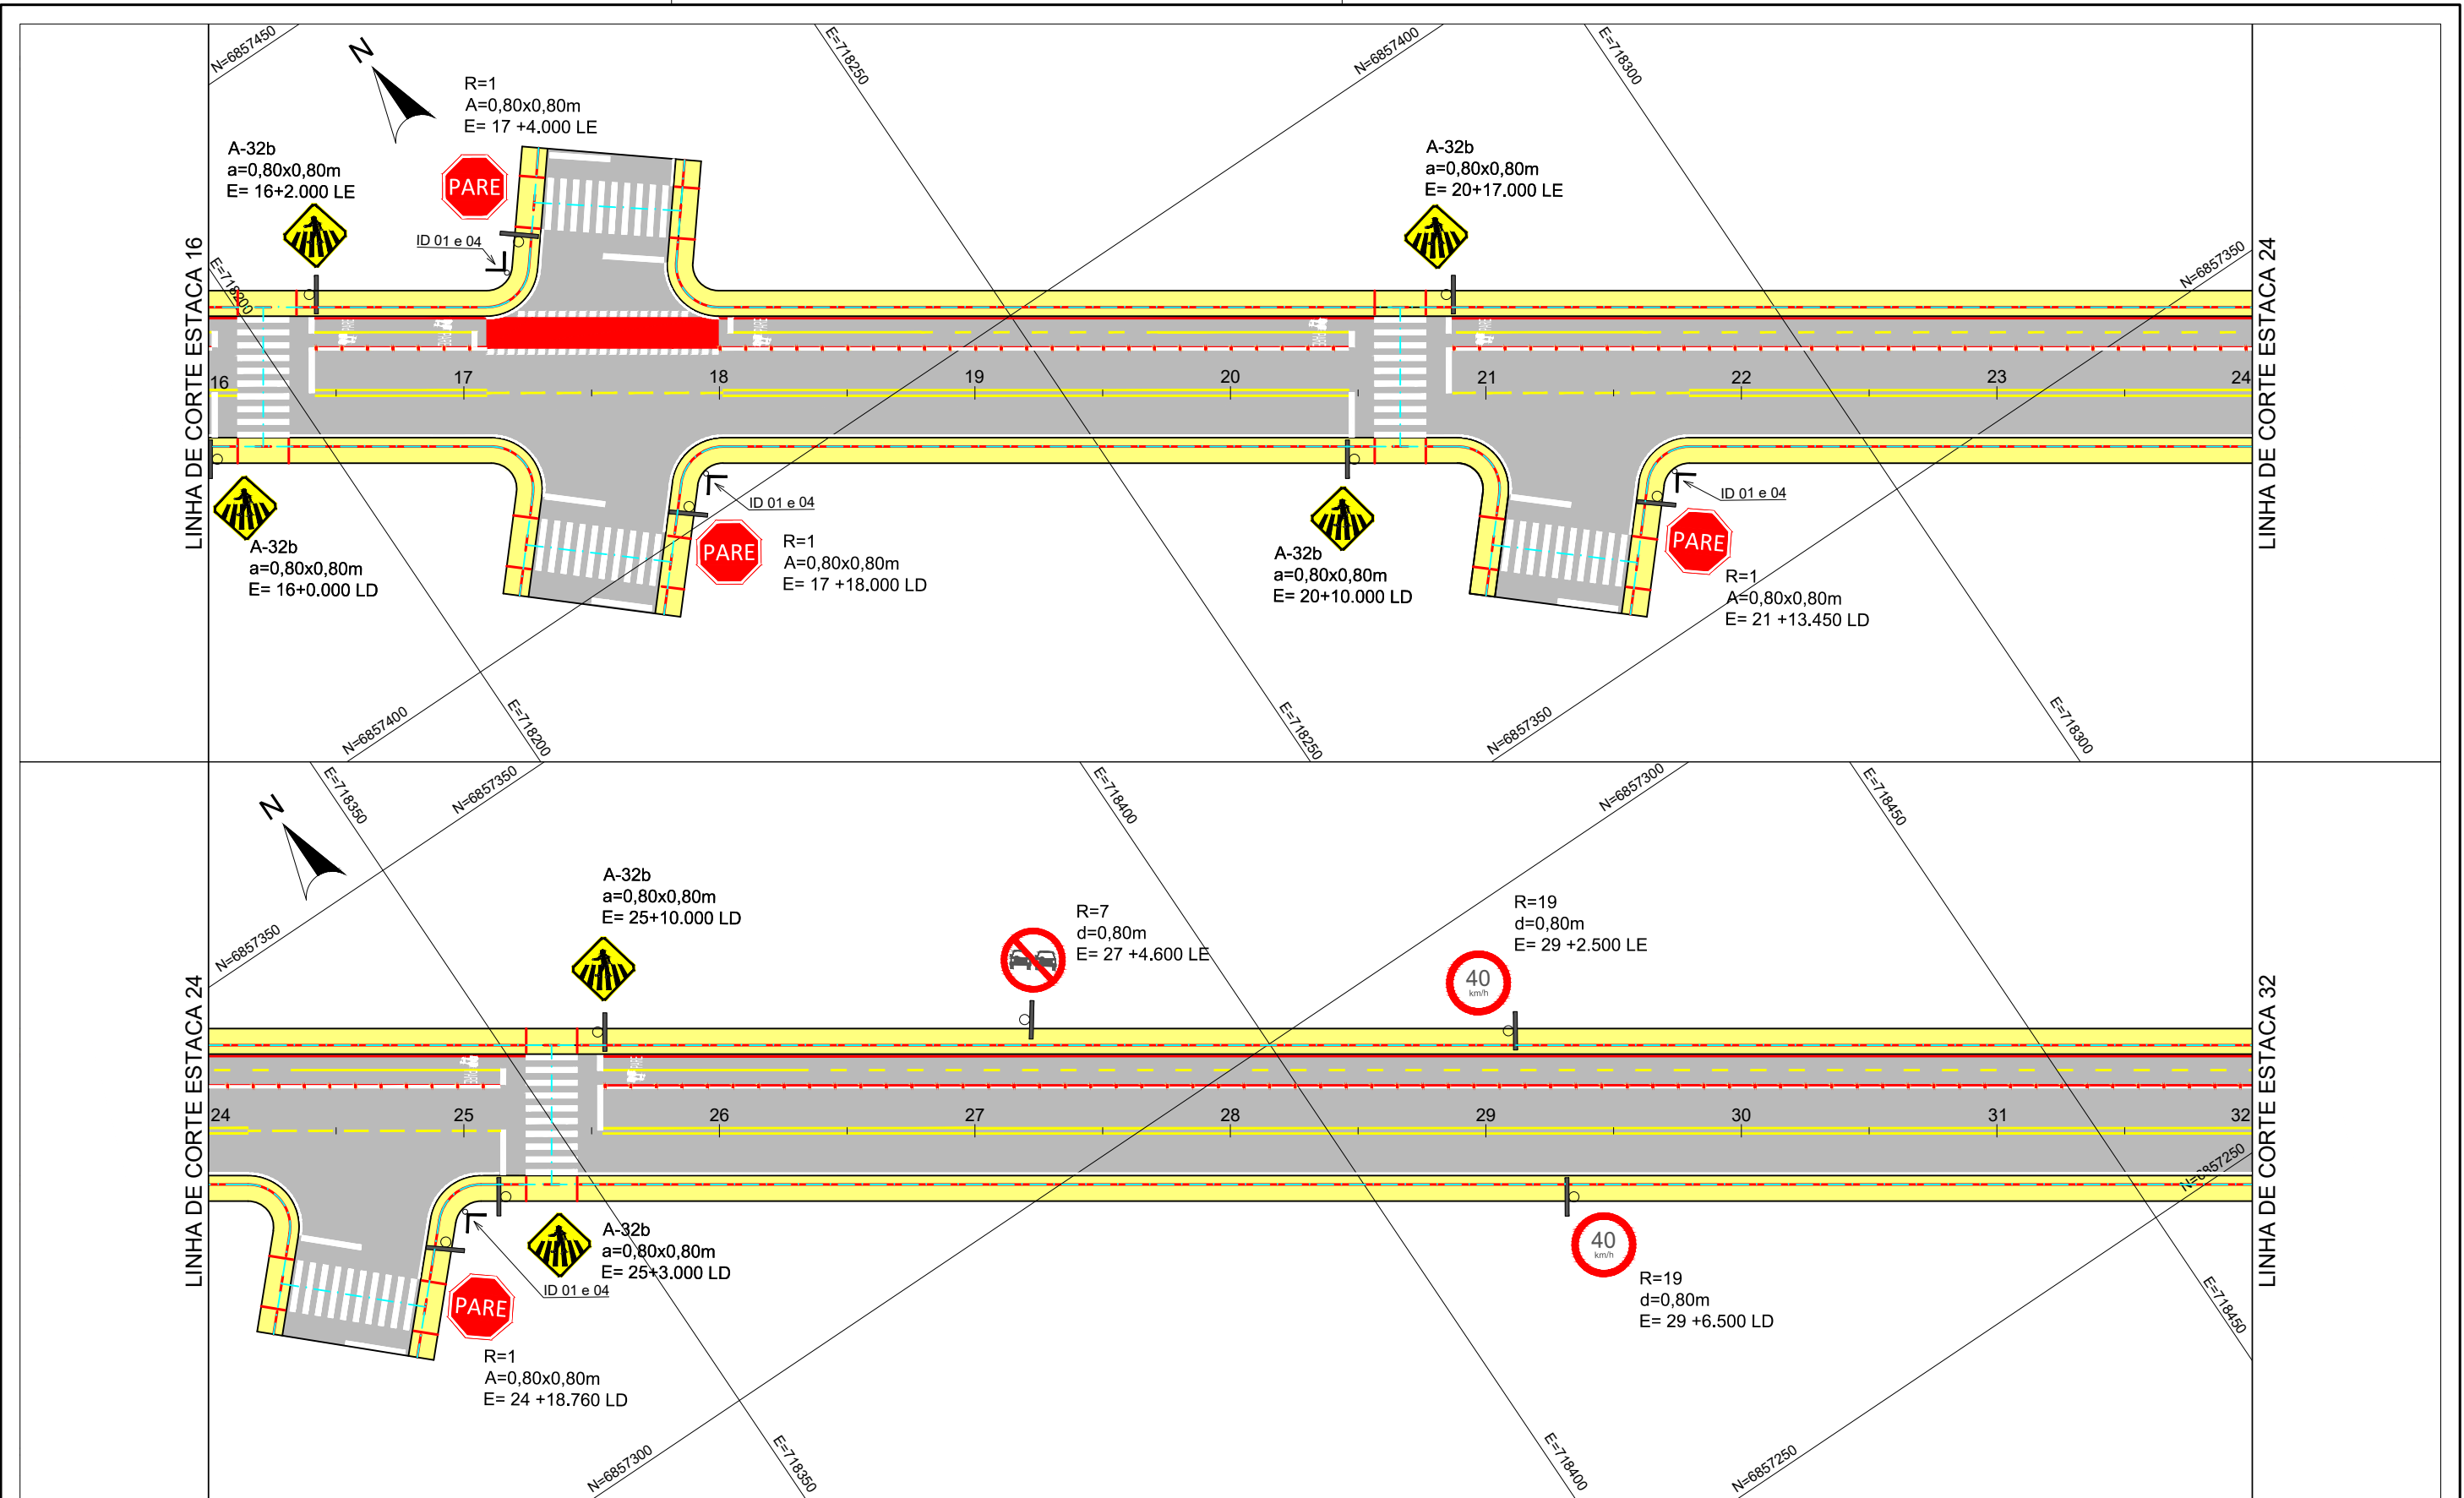 N=6857450
E=718250
N=6857400
E=718300
N
R=1
A=0,80x0,80m
E= 17 +4.000 LE
A-32b
a=0,80x0,80m
E= 16+2.000 LE
PARE
ID 01 e 04
A-32b
a=0,80x0,80m
E= 20+17.000 LE
LINHA DE CORTE ESTACA 16
E=718200
N=6857350
LINHA DE CORTE ESTACA 24
16
17
18
19
20
21
22
23
24
ID 01 e 04
ID 01 e 04
A-32b
a=0,80x0,80m
E= 16+0.000 LD
PARE
R=1
A=0,80x0,80m
E= 17 +18.000 LD
A-32b
a=0,80x0,80m
E= 20+10.000 LD
PARE
R=1
A=0,80x0,80m
E= 21 +13.450 LD
N=6857400
E=718200
E=718250
N=6857350
E=718300
E=718350
N=6857350
E=718400
N=6857300
E=718450
N
N=6857350
A-32b
a=0,80x0,80m
E= 25+10.000 LD
R=7
d=0,80m
E= 27 +4.600 LE
R=19
d=0,80m
E= 29 +2.500 LE
40
km/h
LINHA DE CORTE ESTACA 24
LINHA DE CORTE ESTACA 32
24
25
26
27
28
29
30
31
32
N=6857250
A-32b
a=0,80x0,80m
E= 25+3.000 LD
ID 01 e 04
PARE
R=1
A=0,80x0,80m
E= 24 +18.760 LD
40
km/h
R=19
d=0,80m
E= 29 +6.500 LD
E=718450
N=6857300
E=718350
E=718400
N=6857250